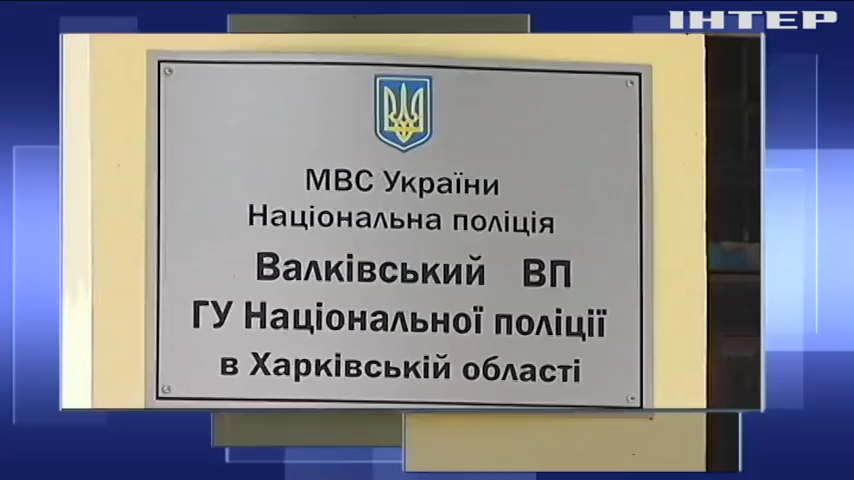 ІНТЕР
МВС України
Національна поліція
Валківський ВП
ГУ Національної поліції
в Харківській області